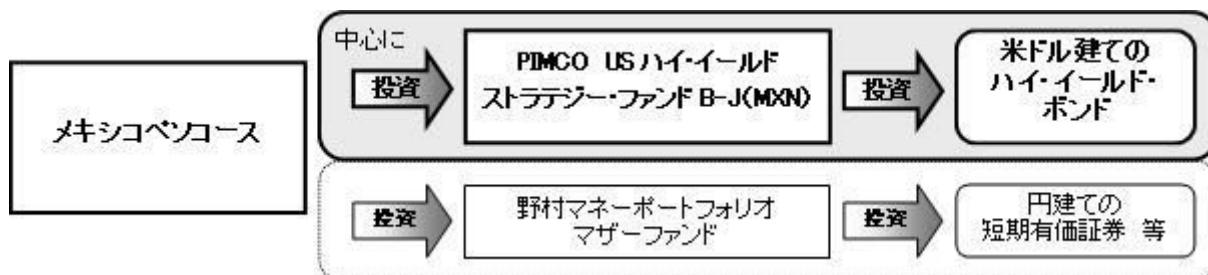 メキシコペソコース
中心に
投資
PIMCO USハイ・イールド
ストラテジー・ファンド B-J(MXN)
投資
米ドル建ての
ハイ・イールド・
ボンド
投資
野村マネーポートフォリオ
マザーファンド
投資
円建ての
短期有価証券 等